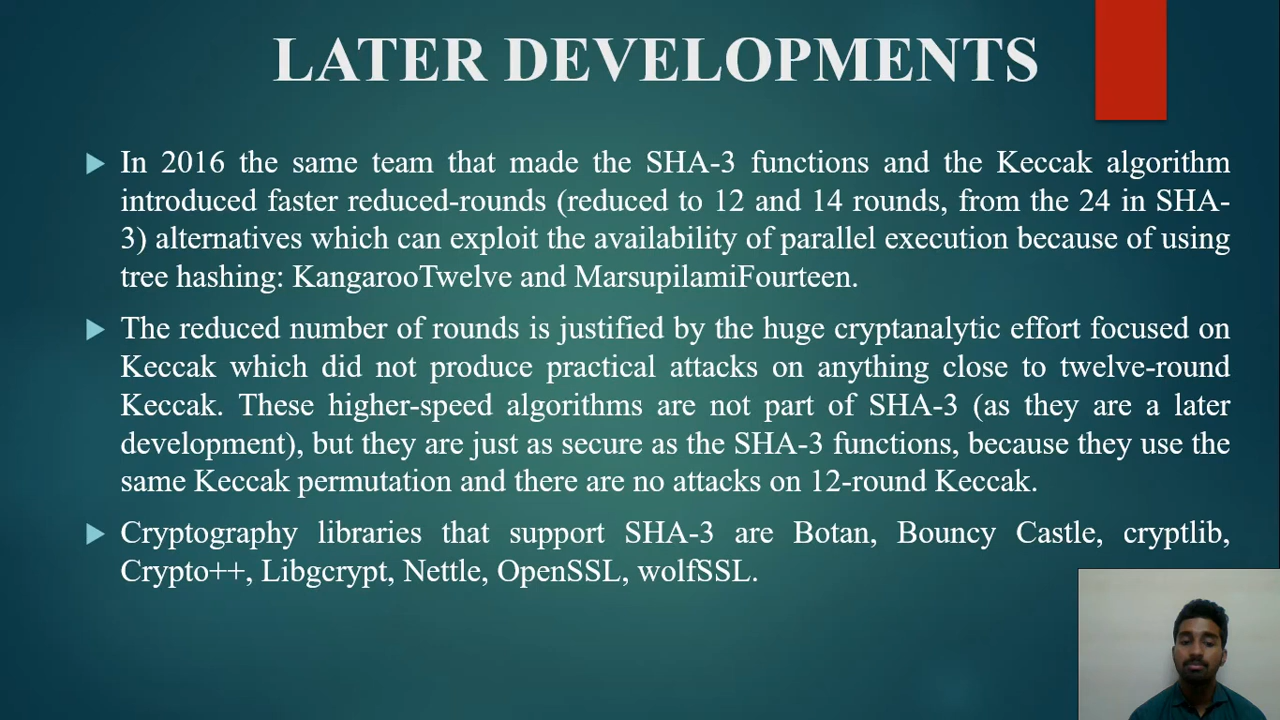 LATER DEVELOPMENTS
In 2016 the same team that made the SHA-3 functions and the Keccak algorithm
introduced faster reduced-rounds (reduced to 12 and 14 rounds, from the 24 in SHA-
3) alternatives which can exploit the availability of parallel execution because of using
tree hashing: KangarooTwelve and MarsupilamiFourteen.
The reduced number of rounds is justified by the huge cryptanalytic effort focused on
Keccak which did not produce practical attacks on anything close to twelve-round
Keccak. These higher-speed algorithms are not part of SHA-3 (as they are a later
development), but they are just as secure as the SHA-3 functions, because they use the
same Keccak permutation and there are no attacks on 12-round Keccak.
Cryptography libraries that support SHA-3 are Botan, Bouncy Castle, cryptlib,
Crypto++, Libgcrypt, Nettle, OpenSSL, wolfSSL.